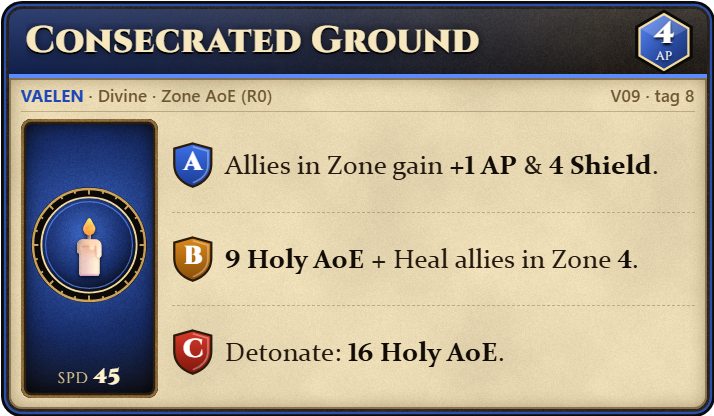 Consecrated Ground
4
AP
VAELEN · Divine · Zone AoE (R0)
V09 · tag 8
A Allies in Zone gain +1 AP & 4 Shield.
B 9 Holy AoE + Heal allies in Zone 4.
C Detonate: 16 Holy AoE.
SPD 45